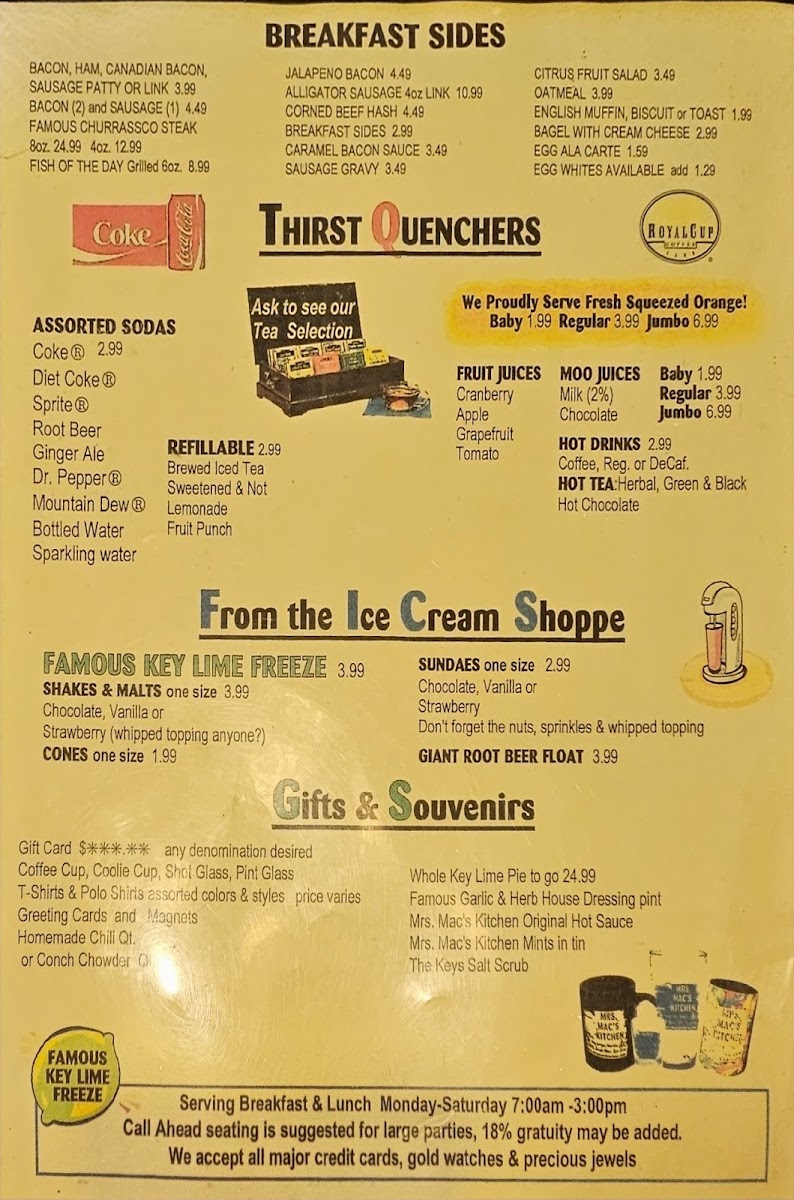 BREAKFAST SIDES
BACON, HAM, CANADIAN BACON,
SAUSAGE PATTY OR LINK 3.99
BACON (2) and SAUSAGE (1) 4.49
FAMOUS CHURRASSCO STEAK
8oz. 24.99 4oz. 12.99
FISH OF THE DAY Grilled 6oz. 8.99
JALAPENO BACON 4.49
ALLIGATOR SAUSAGE 4oz LINK 10.99
CORNED BEEF HASH 4.49
BREAKFAST SIDES 2.99
CARAMEL BACON SAUCE 3.49
SAUSAGE GRAVY 3.49
CITRUS FRUIT SALAD 3.49
OATMEAL 3.99
ENGLISH MUFFIN, BISCUIT or TOAST 1.99
BAGEL WITH CREAM CHEESE 2.99
EGG ALA CARTE 1.59
EGG WHITES AVAILABLE add 1.29
Coke
Coca-Cola
THIRST QUENCHERS
ROYAL CUP
COFFEE
Ask to see our
Tea Selection
We Proudly Serve Fresh Squeezed Orange!
Baby 1.99 Regular 3.99 Jumbo 6.99
ASSORTED SODAS
Coke® 2.99
Diet Coke®
Sprite®
Root Beer
Ginger Ale
Dr. Pepper®
Mountain Dew®
Bottled Water
Sparkling water
REFILLABLE 2.99
Brewed Iced Tea
Sweetened & Not
Lemonade
Fruit Punch
FRUIT JUICES
Cranberry
Apple
Grapefruit
Tomato
MOO JUICES
Milk (2%)
Chocolate
Baby 1.99
Regular 3.99
Jumbo 6.99
HOT DRINKS 2.99
Coffee, Reg. or DeCaf.
HOT TEA:Herbal, Green & Black
Hot Chocolate
From the Ice Cream Shoppe
FAMOUS KEY LIME FREEZE 3.99
SHAKES & MALTS one size 3.99
Chocolate, Vanilla or
Strawberry (whipped topping anyone?)
CONES one size 1.99
SUNDAES one size 2.99
Chocolate, Vanilla or
Strawberry
Don't forget the nuts, sprinkles & whipped topping
GIANT ROOT BEER FLOAT 3.99
Gifts & Souvenirs
Gift Card $***.** any denomination desired
Coffee Cup, Coolie Cup, Shot Glass, Pint Glass
T-Shirts & Polo Shirts assorted colors & styles price varies
Greeting Cards and Magnets
Homemade Chili Qt.
or Conch Chowder
Whole Key Lime Pie to go 24.99
Famous Garlic & Herb House Dressing pint
Mrs. Mac's Kitchen Original Hot Sauce
Mrs. Mac's Kitchen Mints in tin
The Keys Salt Scrub
MRS.
MAC'S
KITCHEN
MRS
MAC'S
KITCHEN
MRS.
MAC'S
KITCHEN
FAMOUS
KEY LIME
FREEZE
Serving Breakfast & Lunch Monday-Saturday 7:00am -3:00pm
Call Ahead seating is suggested for large parties, 18% gratuity may be added.
We accept all major credit cards, gold watches & precious jewels